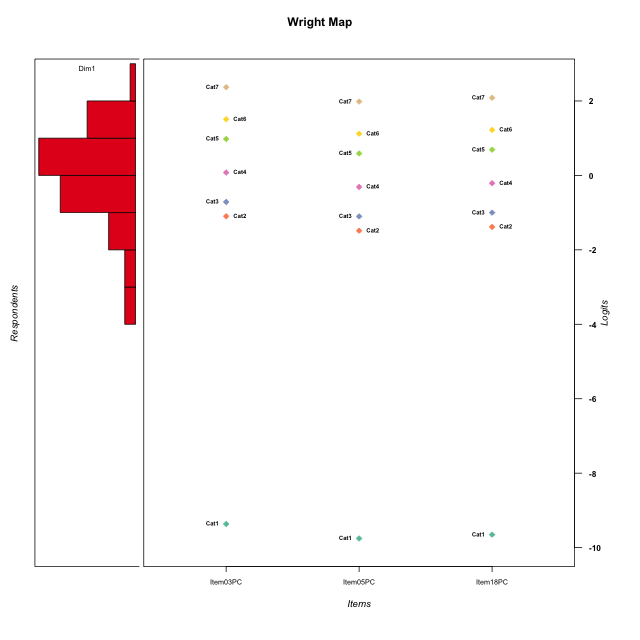 Wright Map
Dim1
Cat7
Cat7
Cat7
Cat6
Cat6
Cat6
Cat5
Cat5
Cat5
Cat4
Cat4
Cat4
Cat3
Cat3
Cat3
Cat2
Cat2
Cat2
Cat1
Cat1
Cat1
2
0
-2
-4
-6
-8
-10
Respondents
Logits
Item03PC Item05PC Item18PC
Items